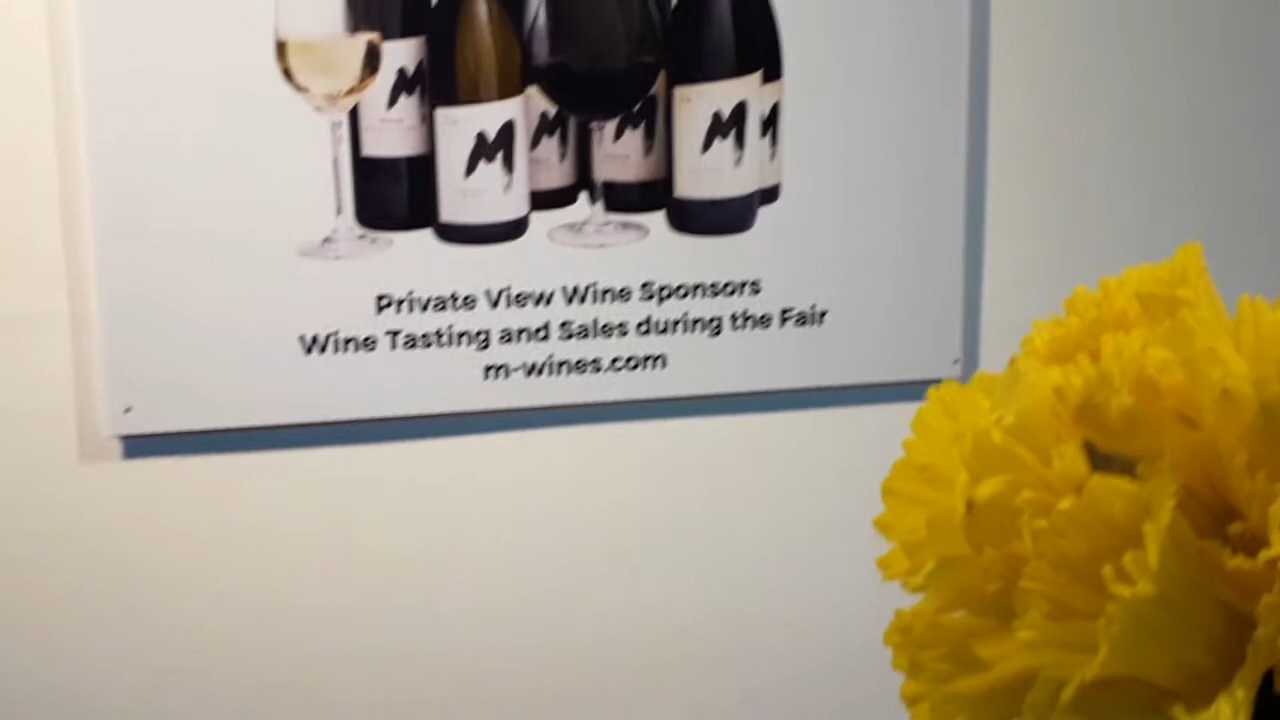 M M M M M M
Private View Wine Sponsors
Wine Tasting and Sales during the Fair
m-wines.com